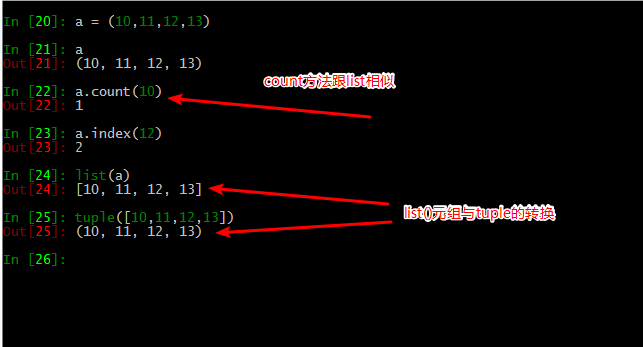 In [20]: a = (10,11,12,13)
In [21]: a
Out[21]: (10, 11, 12, 13)
In [22]: a.count(10)
Out[22]: 1
count方法跟list相似
In [23]: a.index(12)
Out[23]: 2
In [24]: list(a)
Out[24]: [10, 11, 12, 13]
list()元组与tuple的转换
In [25]: tuple([10,11,12,13])
Out[25]: (10, 11, 12, 13)
In [26]: